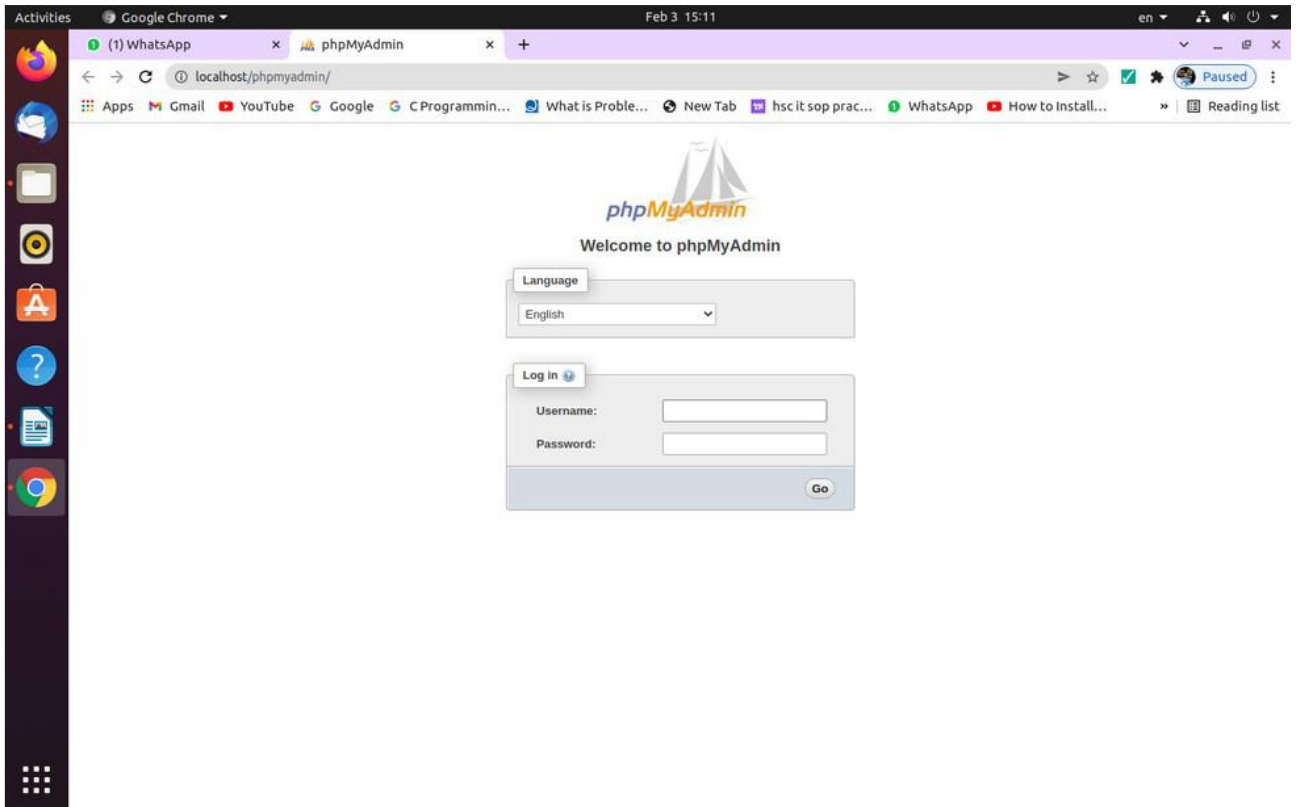 Activities Google Chrome Feb 3 15:11 en
(1) WhatsApp phpMyAdmin
localhost/phpmyadmin/ Paused
Apps Gmail YouTube Google C Programmin... What is Proble... New Tab hsc it sop prac... WhatsApp How to Install... » Reading list
phpMyAdmin
Welcome to phpMyAdmin
Language
English
Log in
Username:
Password:
Go